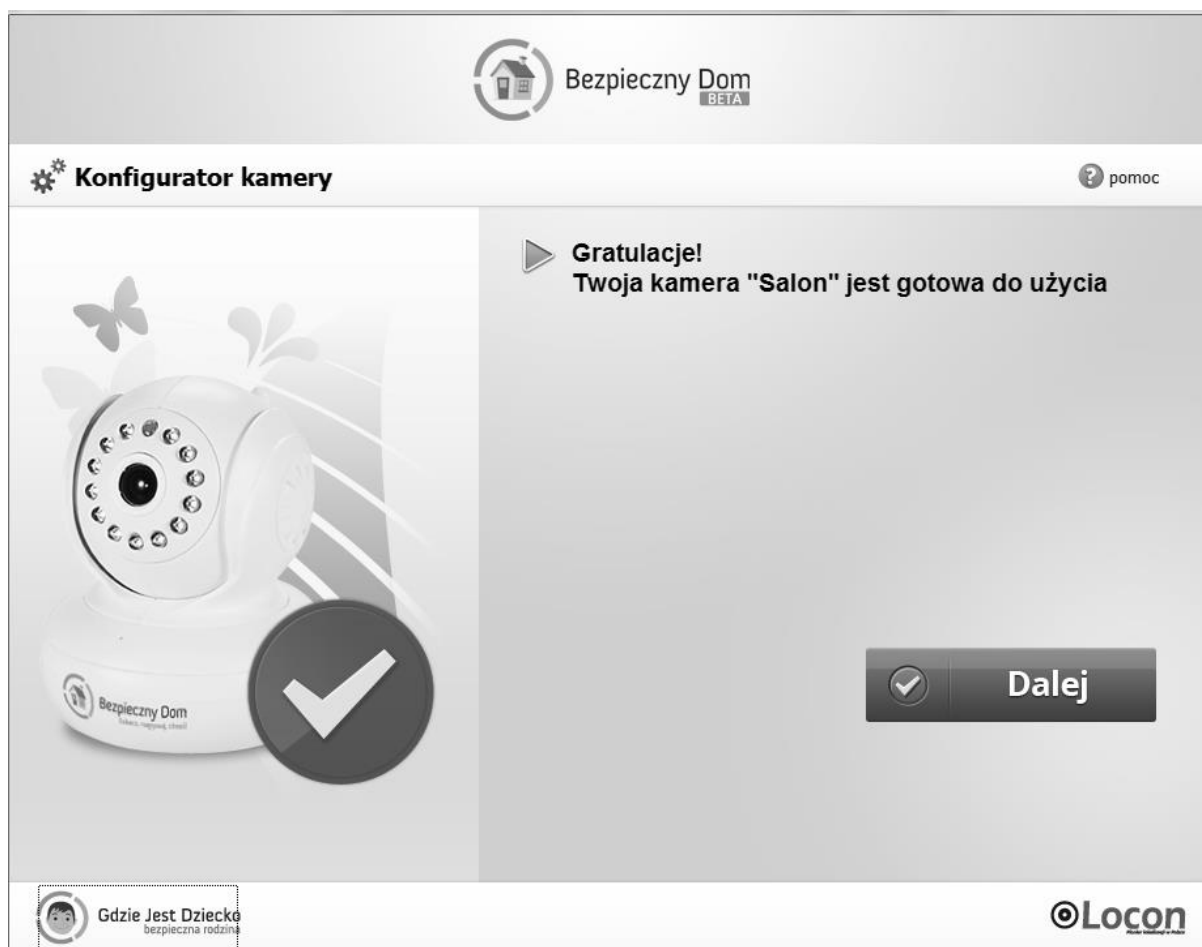 Bezpieczny Dom
BETA
Konfigurator kamery
pomoc
Gratulacje!
Twoja kamera "Salon" jest gotowa do użycia
Bezpieczny Dom
Dalej
Gdzie Jest Dziecko
bezpieczna rodzina
Locon